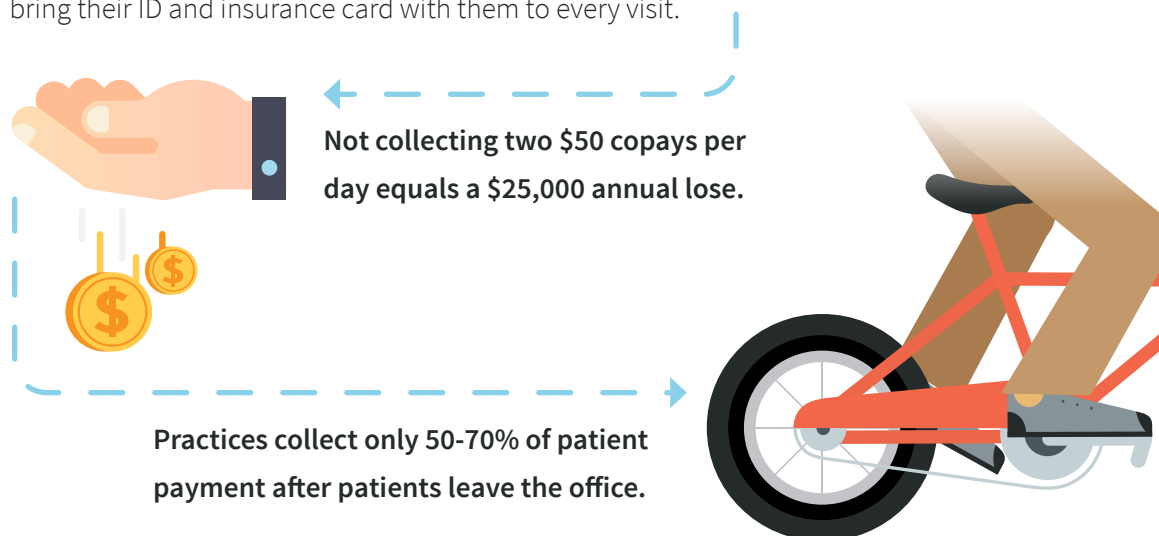 bring their ID and insurance card with them to every visit.
Not collecting two $50 copays per
day equals a $25,000 annual lose.
$
$
Practices collect only 50-70% of patient
payment after patients leave the office.